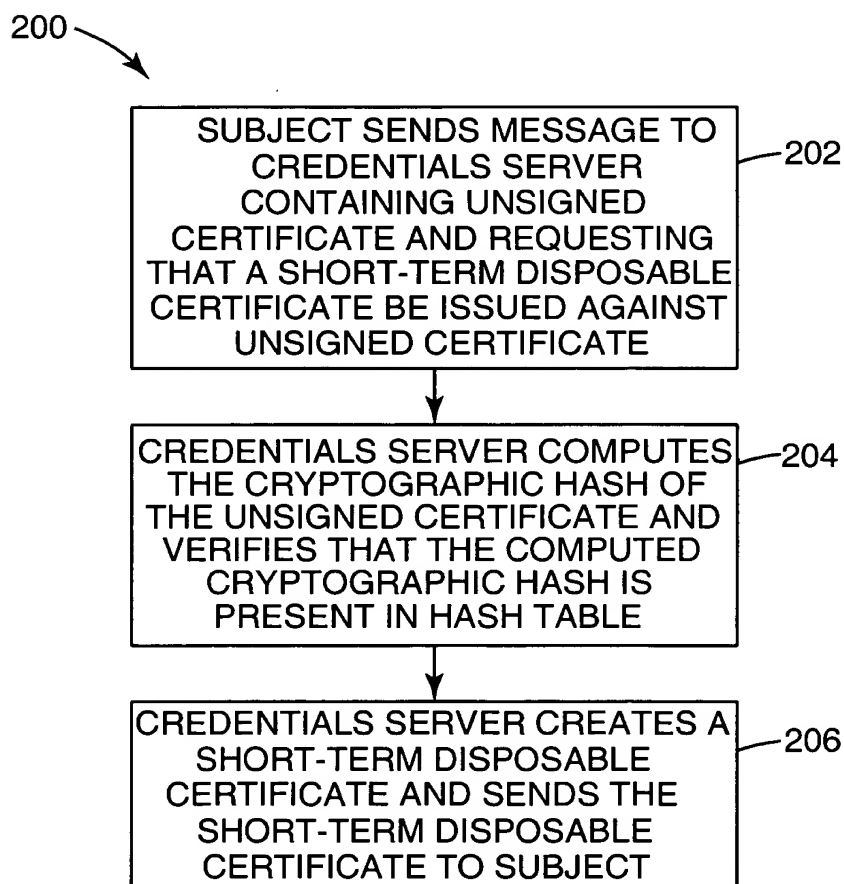 200
SUBJECT SENDS MESSAGE TO
CREDENTIALS SERVER
CONTAINING UNSIGNED
CERTIFICATE AND REQUESTING
THAT A SHORT-TERM DISPOSABLE
CERTIFICATE BE ISSUED AGAINST
UNSIGNED CERTIFICATE
202
CREDENTIALS SERVER COMPUTES
THE CRYPTOGRAPHIC HASH OF
THE UNSIGNED CERTIFICATE AND
VERIFIES THAT THE COMPUTED
CRYPTOGRAPHIC HASH IS
PRESENT IN HASH TABLE
204
CREDENTIALS SERVER CREATES A
SHORT-TERM DISPOSABLE
CERTIFICATE AND SENDS THE
SHORT-TERM DISPOSABLE
CERTIFICATE TO SUBJECT
206